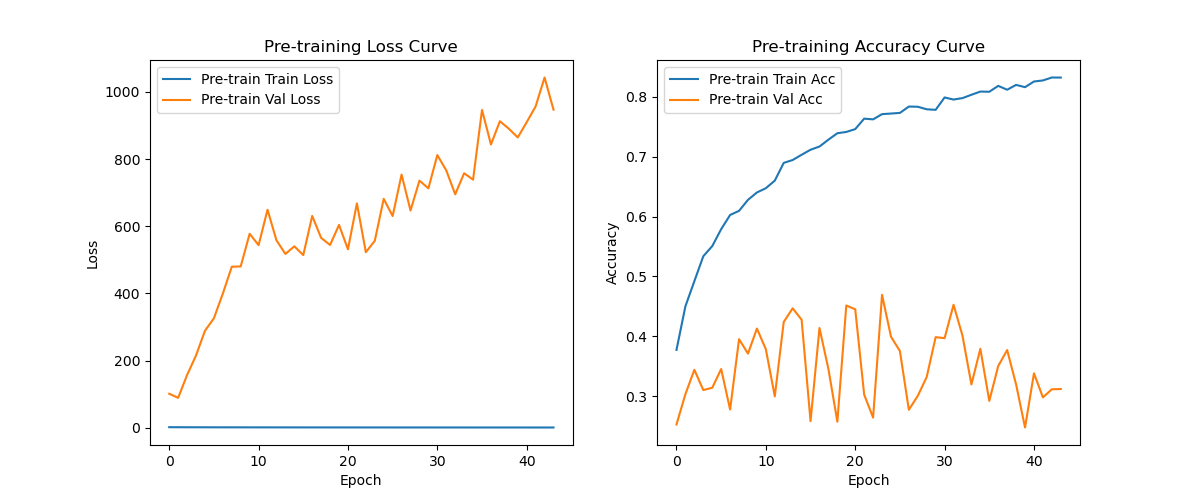 Pre-training Loss Curve
Pre-train Train Loss
Pre-train Val Loss
1000
800
600
400
200
0
Loss
0 10 20 30 40
Epoch
Pre-training Accuracy Curve
Pre-train Train Acc
Pre-train Val Acc
0.8
0.7
0.6
0.5
0.4
0.3
Accuracy
0 10 20 30 40
Epoch